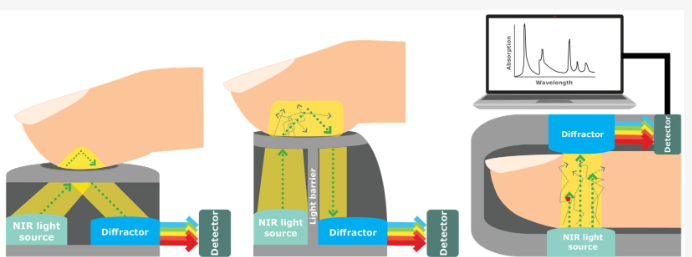 NIR light
source
Diffractor
Detector
Light barrier
NIR light
source
Diffractor
Detector
Absorption
Wavelength
Diffractor
Detector
NIR light
source